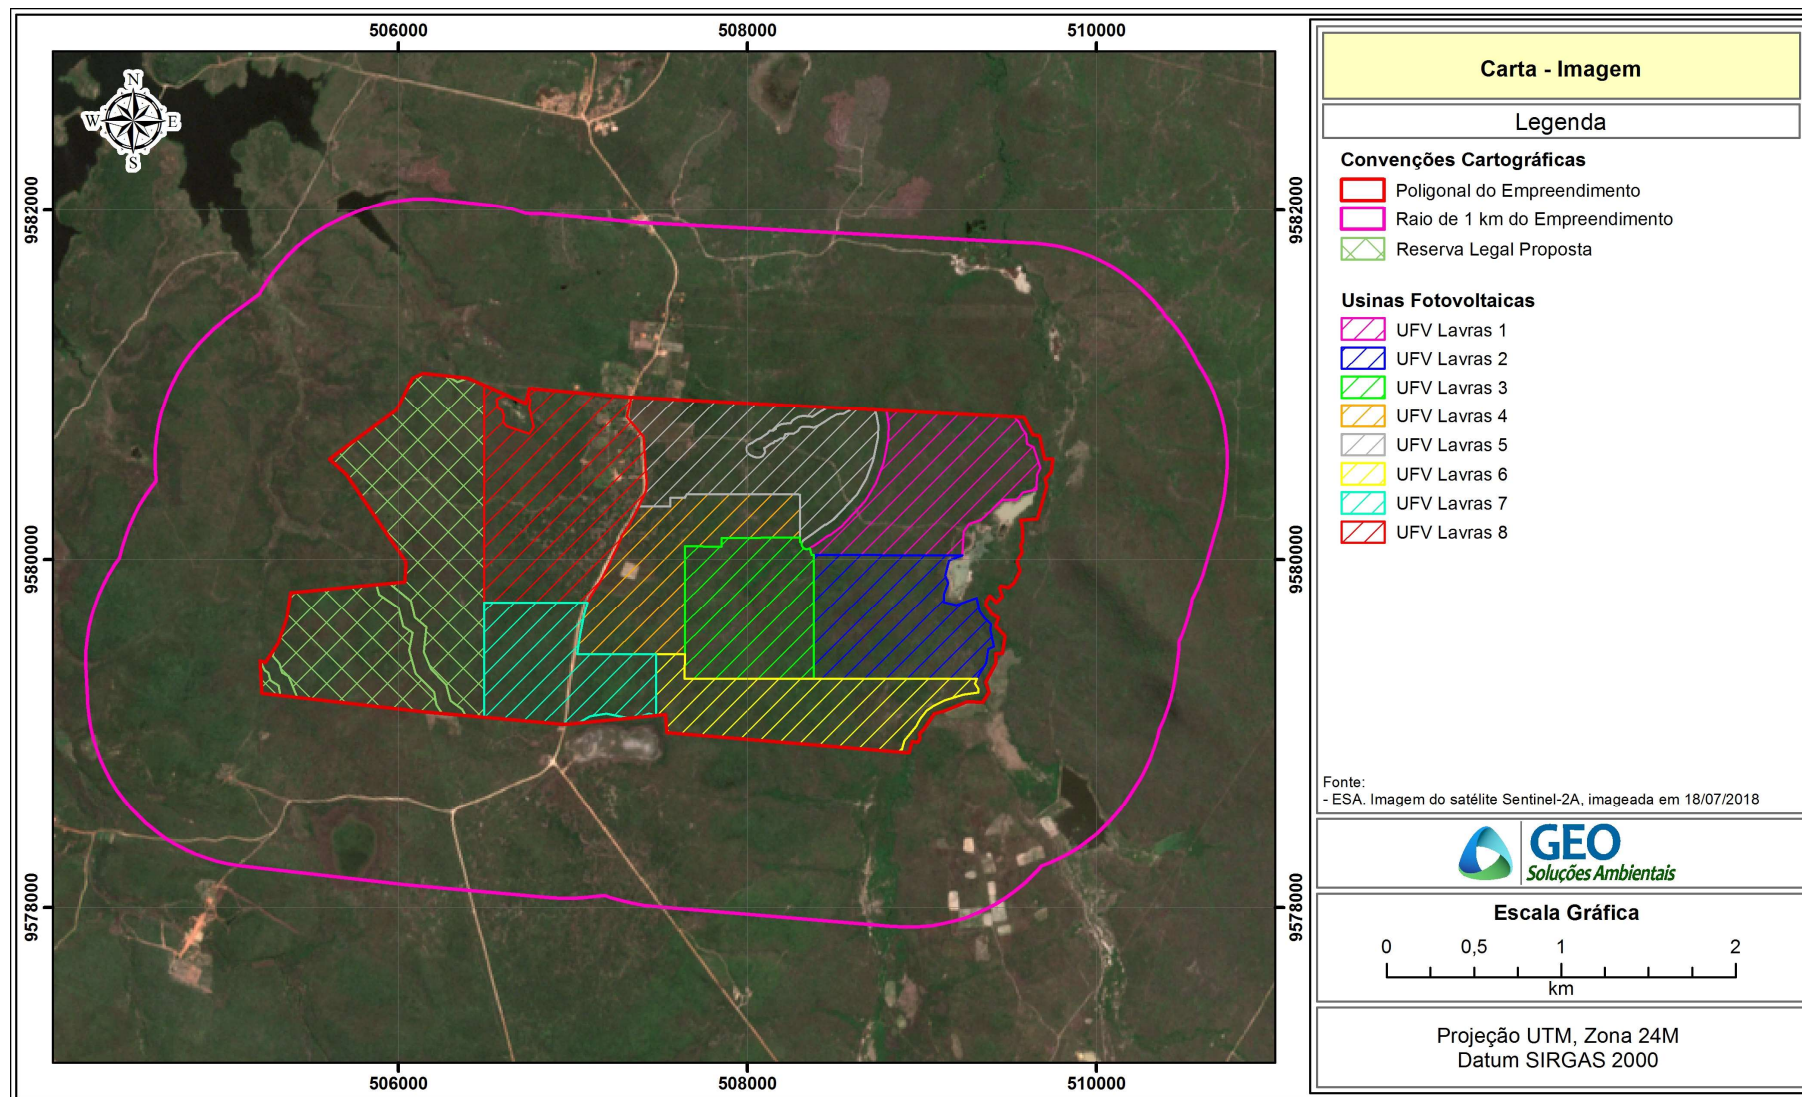 506000
508000
510000
N
W
E
S
9582000
9582000
9580000
9580000
9578000
9578000
506000
508000
510000
Carta - Imagem
Legenda
Convenções Cartográficas
Poligonal do Empreendimento
Raio de 1 km do Empreendimento
Reserva Legal Proposta
Usinas Fotovoltaicas
UFV Lavras 1
UFV Lavras 2
UFV Lavras 3
UFV Lavras 4
UFV Lavras 5
UFV Lavras 6
UFV Lavras 7
UFV Lavras 8
Fonte:
- ESA. Imagem do satélite Sentinel-2A, imageada em 18/07/2018
GEO
Soluções Ambientais
Escala Gráfica
0 0,5 1 2
km
Projeção UTM, Zona 24M
Datum SIRGAS 2000